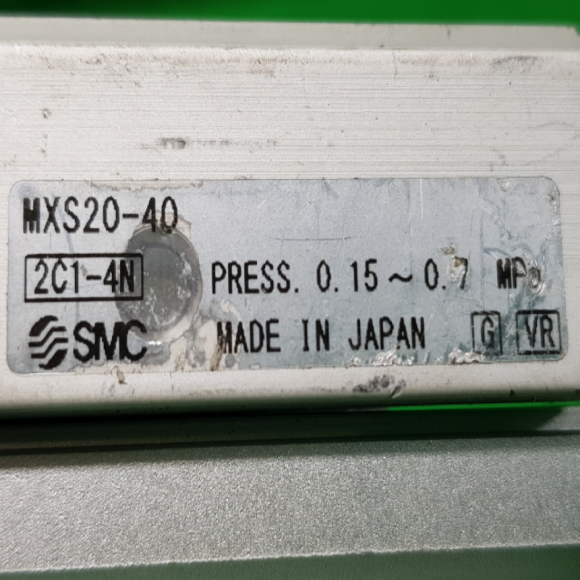 MXS20-40
2C1-4N PRESS. 0.15~0.7 MPa
SMC MADE IN JAPAN G VR